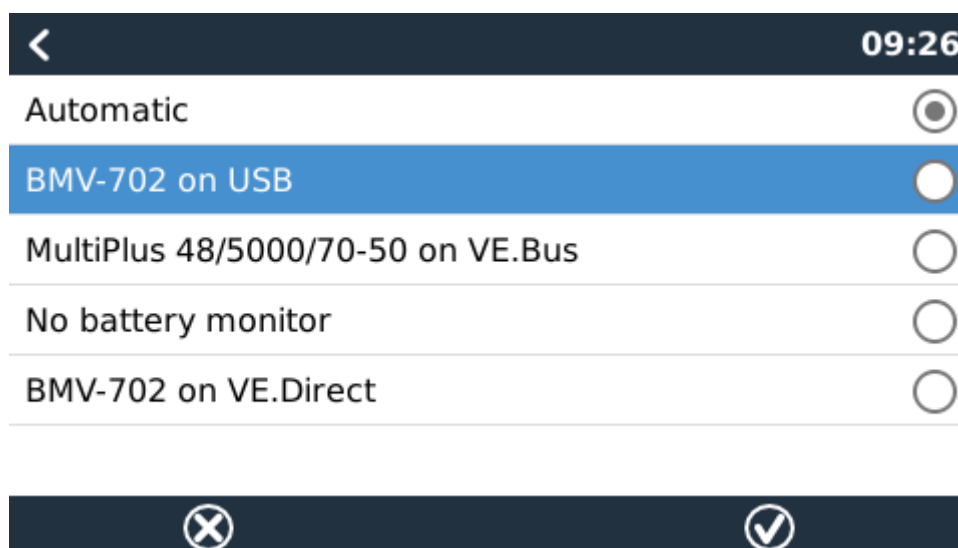 09:26
Automatic
BMV-702 on USB
MultiPlus 48/5000/70-50 on VE.Bus
No battery monitor
BMV-702 on VE.Direct